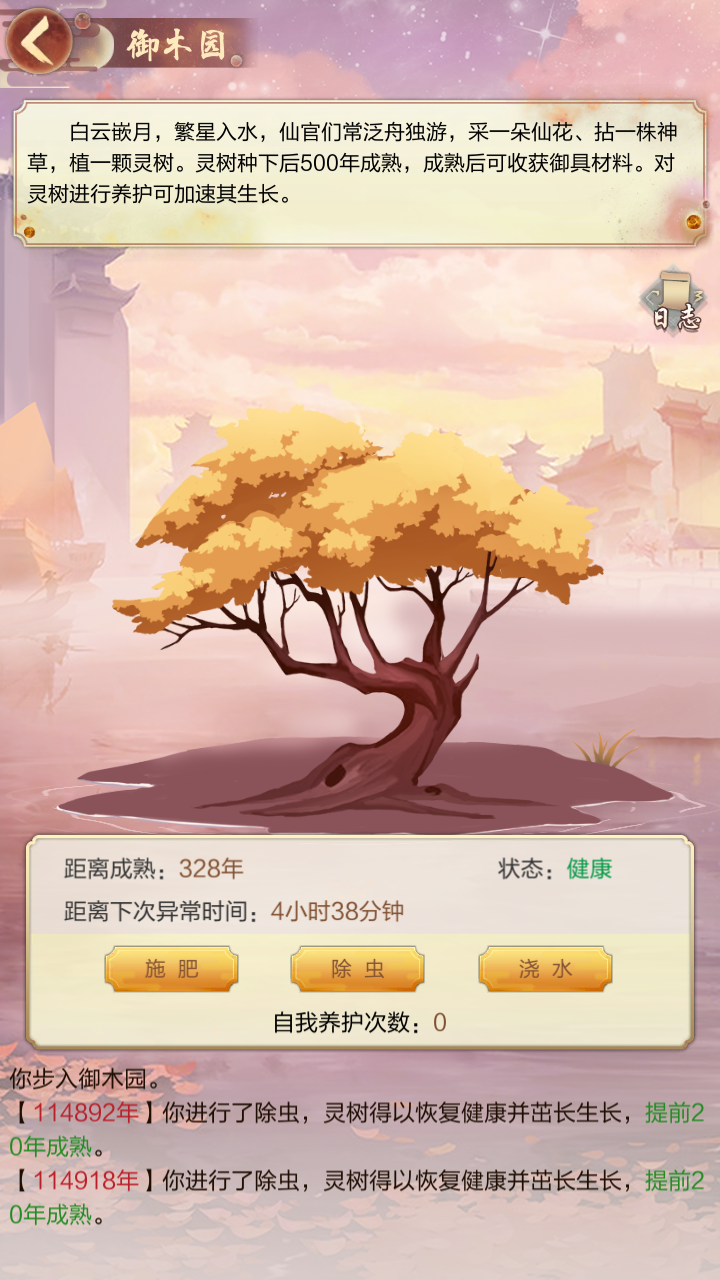 御木园
白云嵌月，繁星入水，仙官们常泛舟独游，采一朵仙花、拈一株神
草，植一颗灵树。灵树种下后500年成熟，成熟后可收获御具材料。对
灵树进行养护可加速其生长。
日志
距离成熟：328年
状态：健康
距离下次异常时间：4小时38分钟
施肥
除虫
浇水
自我养护次数：0
你步入御木园。
【114892年】你进行了除虫，灵树得以恢复健康并茁长生长，提前2
0年成熟。
【114918年】你进行了除虫，灵树得以恢复健康并茁长生长，提前2
0年成熟。